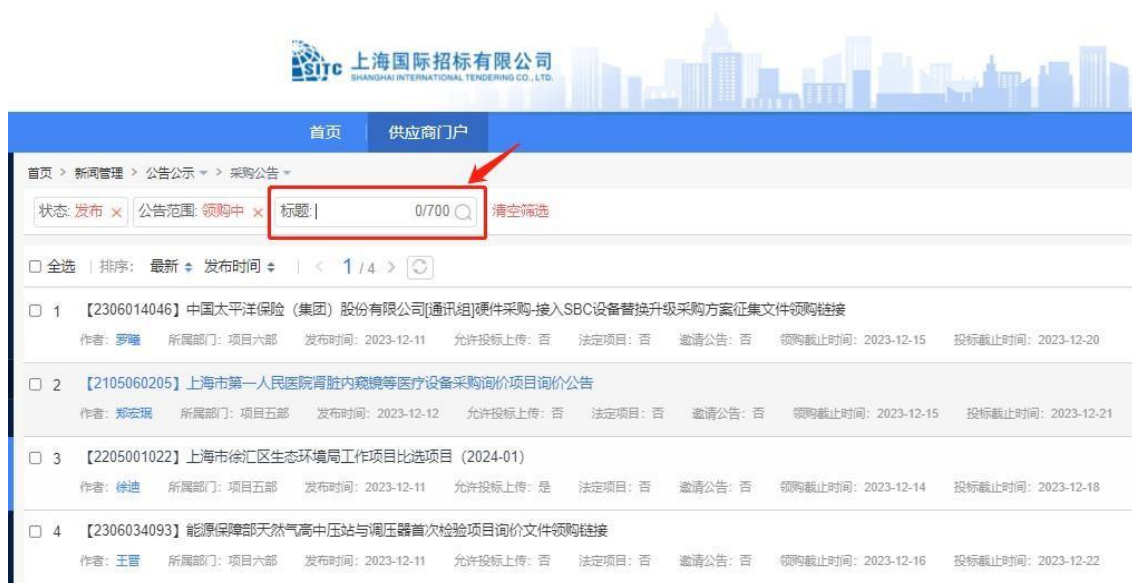 SITC 上海国际招标有限公司
SHANGHAI INTERNATIONAL TENDERING CO., LTD.
首页 供应商门户
首页 > 新闻管理 > 公告公示 > 采购公告
状态: 发布 × 公告范围: 领购中 × 标题: 0/700 清空筛选
全选 | 排序: 最新 发布时间 | < 1 / 4 >
1 【2306014046】中国太平洋保险（集团）股份有限公司[通讯组]硬件采购-接入SBC设备替换升级采购方案征集文件领购链接
作者: 罗曦 所属部门: 项目六部 发布时间: 2023-12-11 允许投标上传: 否 法定项目: 否 邀请公告: 否 领购截止时间: 2023-12-15 投标截止时间: 2023-12-20
2 【2105060205】上海市第一人民医院肾脏内窥镜等医疗设备采购询价项目询价公告
作者: 郑宏珉 所属部门: 项目五部 发布时间: 2023-12-12 允许投标上传: 否 法定项目: 否 邀请公告: 否 领购截止时间: 2023-12-15 投标截止时间: 2023-12-21
3 【2205001022】上海市徐汇区生态环境局工作项目比选项目（2024-01）
作者: 徐迪 所属部门: 项目五部 发布时间: 2023-12-11 允许投标上传: 是 法定项目: 否 邀请公告: 否 领购截止时间: 2023-12-14 投标截止时间: 2023-12-18
4 【2306034093】能源保障部天然气高中压站与调压器首次检验项目询价文件领购链接
作者: 王晋 所属部门: 项目六部 发布时间: 2023-12-11 允许投标上传: 否 法定项目: 否 邀请公告: 否 领购截止时间: 2023-12-16 投标截止时间: 2023-12-22